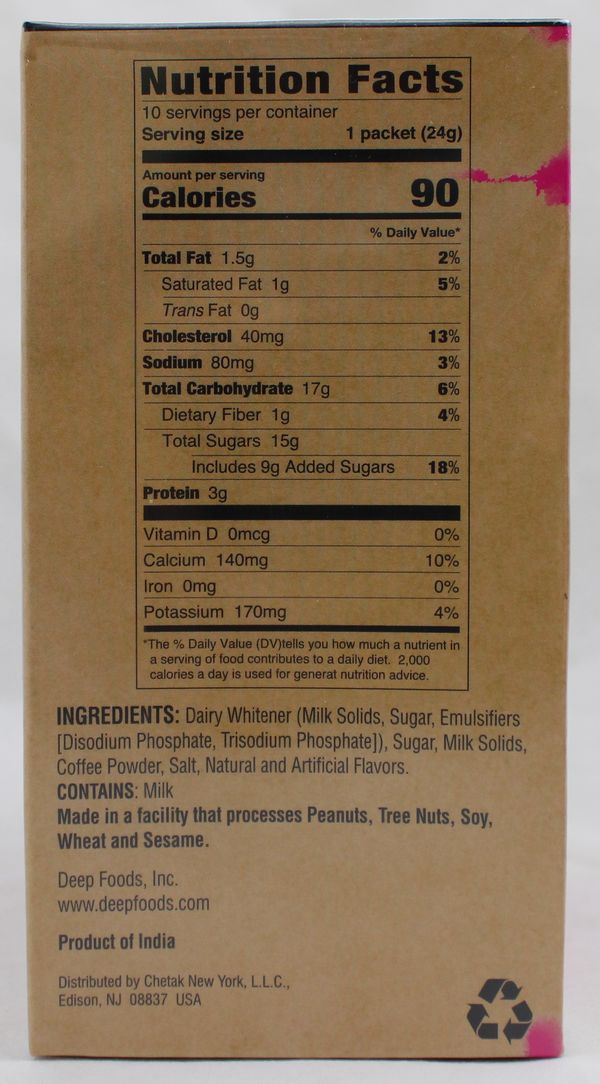 Nutrition Facts
10 servings per container
Serving size 1 packet (24g)
Amount per serving
Calories 90
% Daily Value*
Total Fat 1.5g 2%
Saturated Fat 1g 5%
Trans Fat 0g
Cholesterol 40mg 13%
Sodium 80mg 3%
Total Carbohydrate 17g 6%
Dietary Fiber 1g 4%
Total Sugars 15g
Includes 9g Added Sugars 18%
Protein 3g
Vitamin D 0mcg 0%
Calcium 140mg 10%
Iron 0mg 0%
Potassium 170mg 4%
*The % Daily Value (DV)tells you how much a nutrient in
a serving of food contributes to a daily diet. 2,000
calories a day is used for generat nutrition advice.
INGREDIENTS: Dairy Whitener (Milk Solids, Sugar, Emulsifiers
[Disodium Phosphate, Trisodium Phosphate]), Sugar, Milk Solids,
Coffee Powder, Salt, Natural and Artificial Flavors.
CONTAINS: Milk
Made in a facility that processes Peanuts, Tree Nuts, Soy,
Wheat and Sesame.
Deep Foods, Inc.
www.deepfoods.com
Product of India
Distributed by Chetak New York, L.L.C.,
Edison, NJ 08837 USA